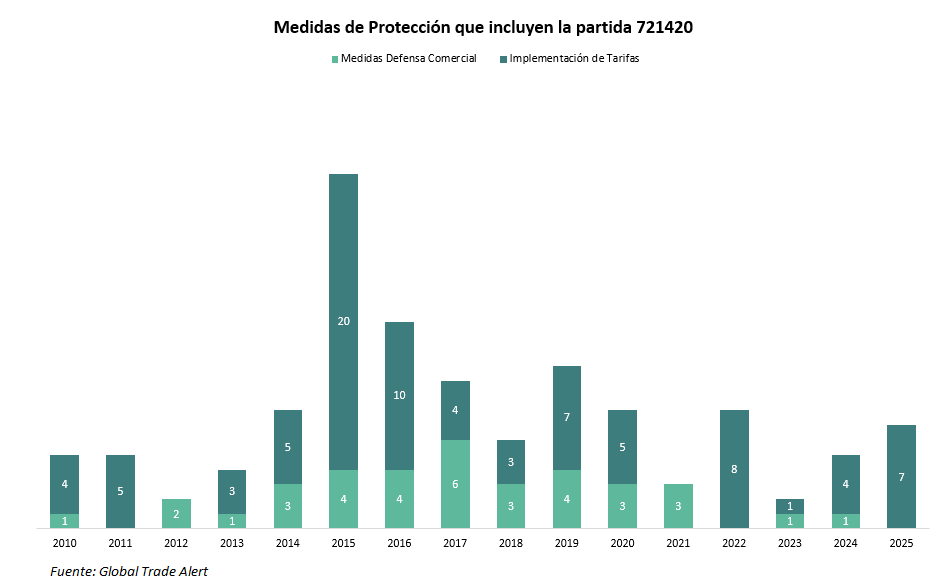 Medidas de Protección que incluyen la partida 721420
Medidas Defensa Comercial Implementación de Tarifas
20
10
4
7
5 5
4 3 8 4 7
5 3 6
3 4 4 3 4 3 3 1
1 2 1 1 1
2010 2011 2012 2013 2014 2015 2016 2017 2018 2019 2020 2021 2022 2023 2024 2025
Fuente: Global Trade Alert